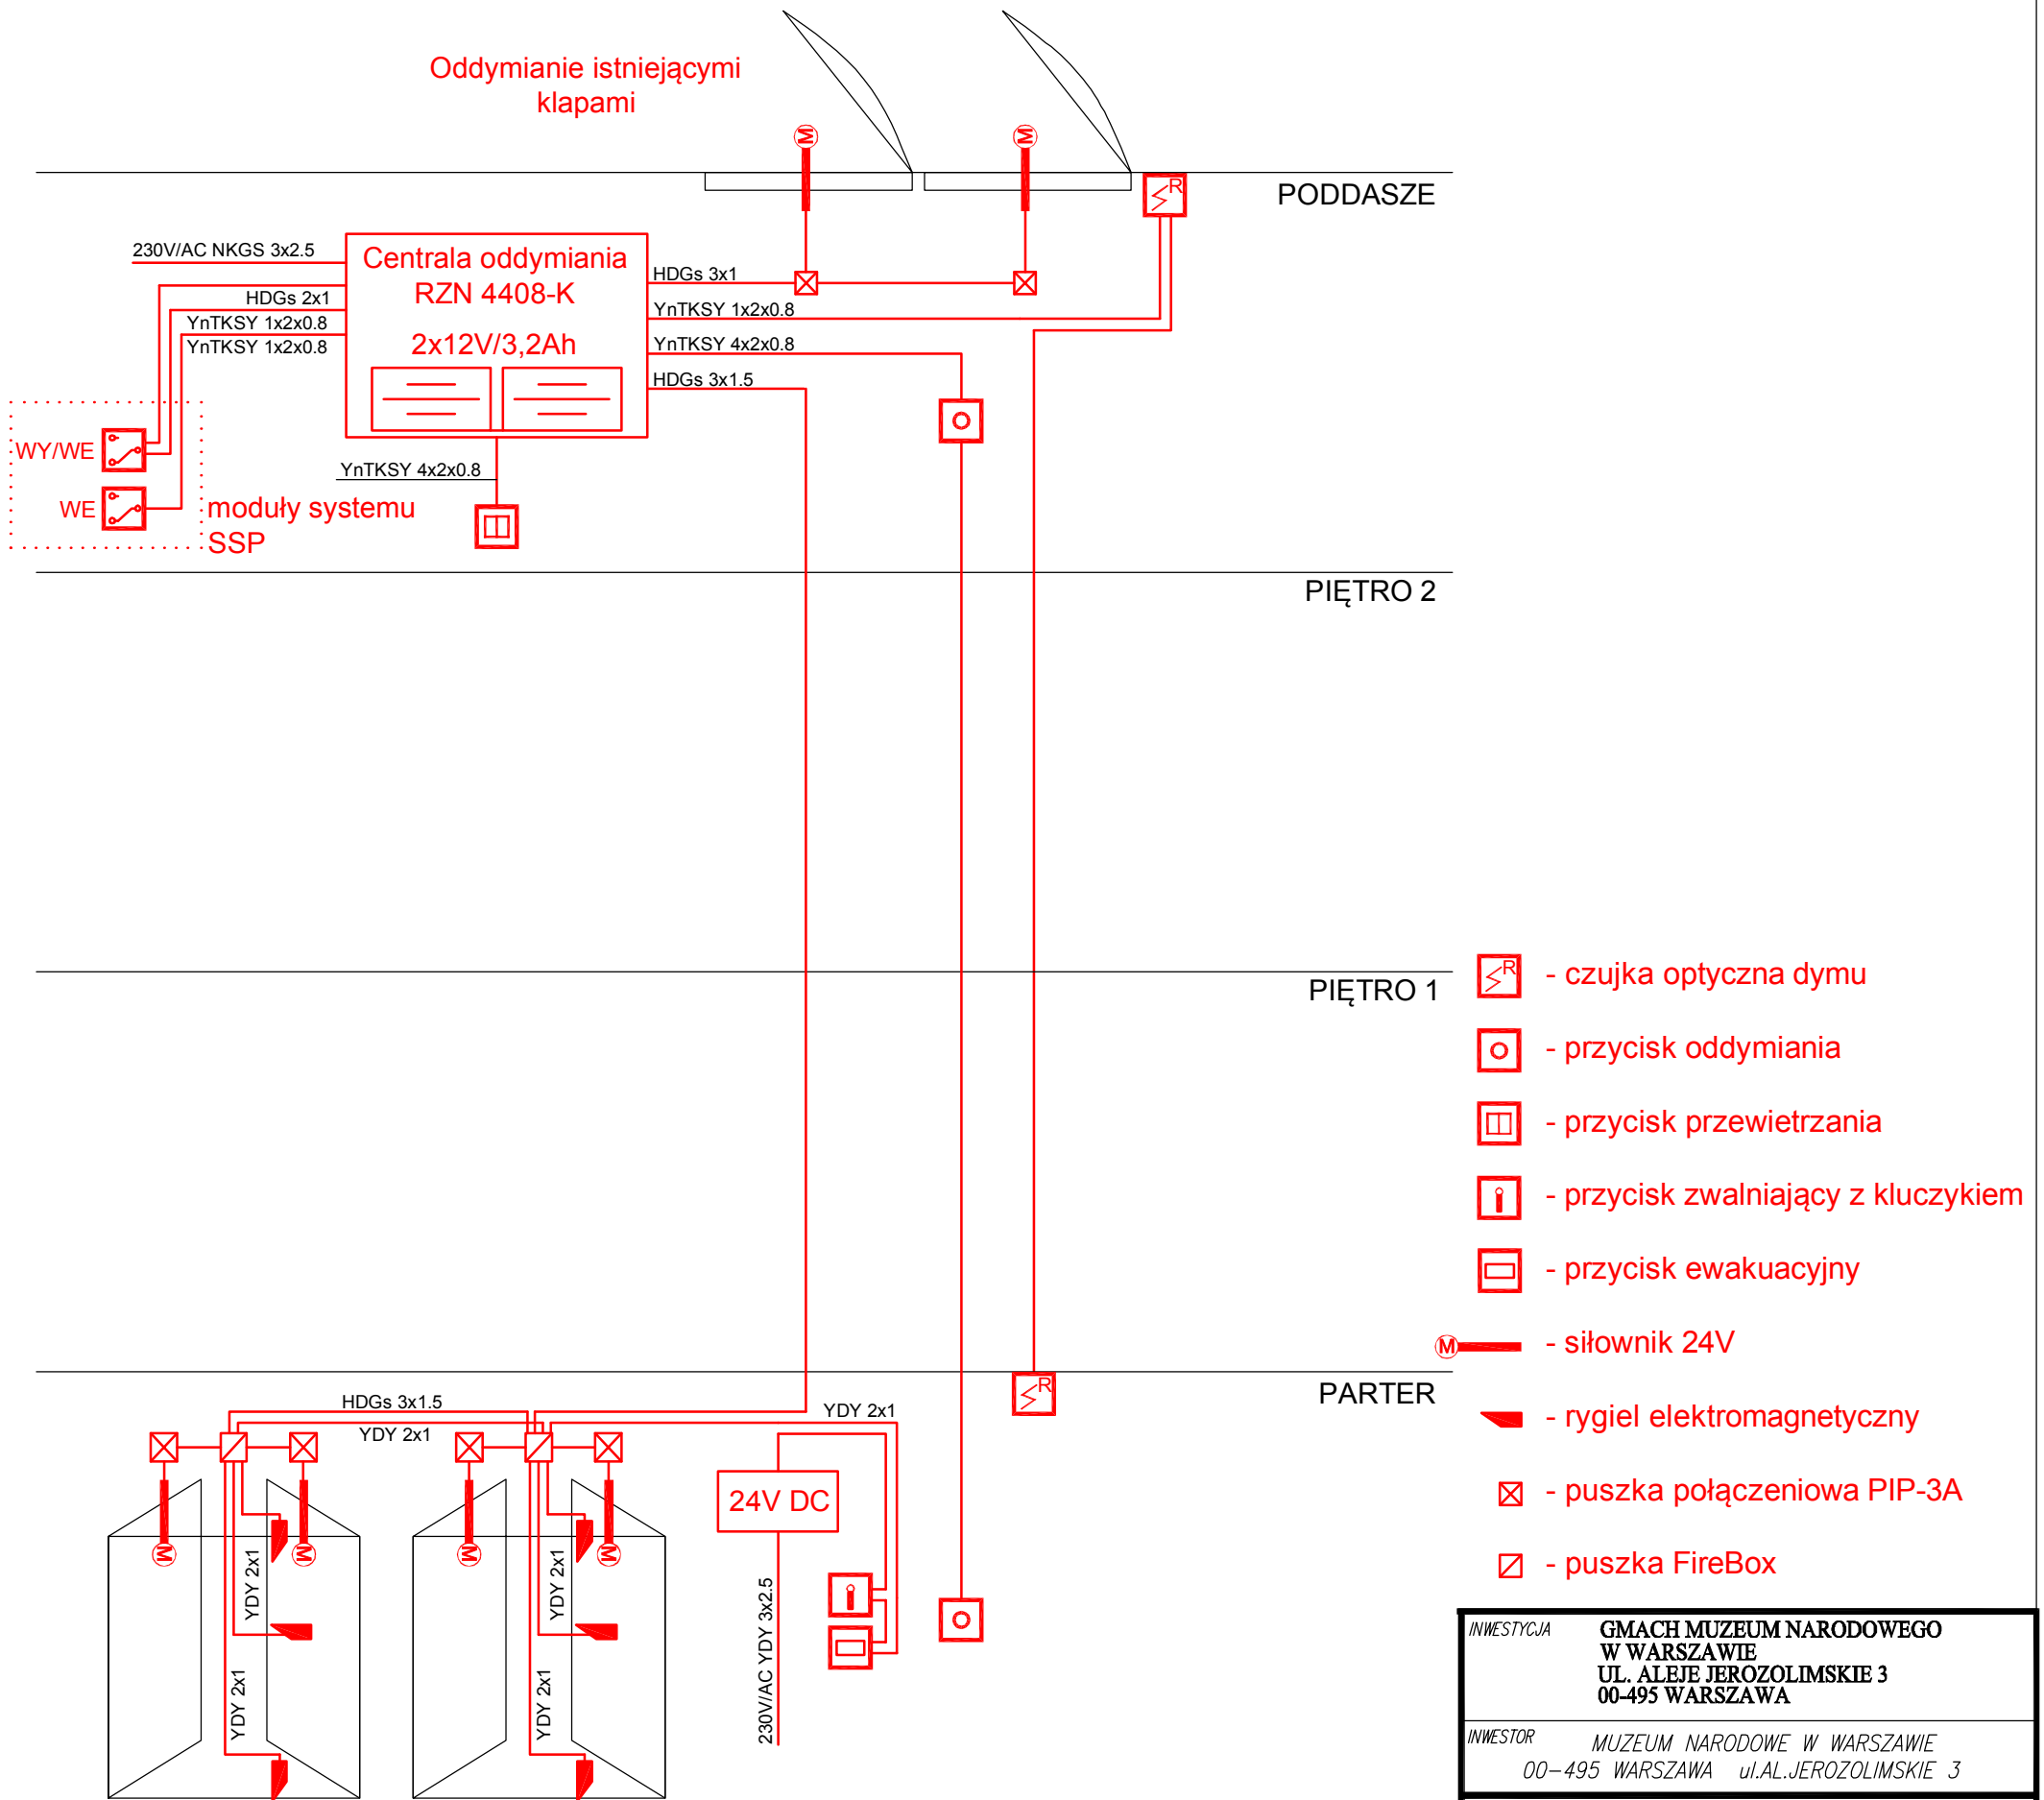 Oddymianie istniejącymi
klapami
PODDASZE
230V/AC NKGS 3x2.5
HDGs 2x1
YnTKSY 1x2x0.8
YnTKSY 1x2x0.8
Centrala oddymiania
RZN 4408-K
2x12V/3,2Ah
HDGs 3x1
YnTKSY 1x2x0.8
YnTKSY 4x2x0.8
HDGs 3x1.5
R
M
M
WY/WE
WE
moduły systemu
SSP
YnTKSY 4x2x0.8
PIĘTRO 2
PIĘTRO 1
PARTER
R
HDGs 3x1.5
YDY 2x1
YDY 2x1
24V DC
230V/AC YDY 3x2.5
M
M
M
M
YDY 2x1
YDY 2x1
YDY 2x1
YDY 2x1
R - czujka optyczna dymu
- przycisk oddymiania
- przycisk przewietrzania
- przycisk zwalniający z kluczykiem
- przycisk ewakuacyjny
M - siłownik 24V
- rygiel elektromagnetyczny
- puszka połączeniowa PIP-3A
- puszka FireBox
INWESTYCJA GMACH MUZEUM NARODOWEGO
W WARSZAWIE
UL. ALEJE JEROZOLIMSKIE 3
00-495 WARSZAWA
INWESTOR MUZEUM NARODOWE W WARSZAWIE
00-495 WARSZAWA ul.AL.JEROZOLIMSKIE 3